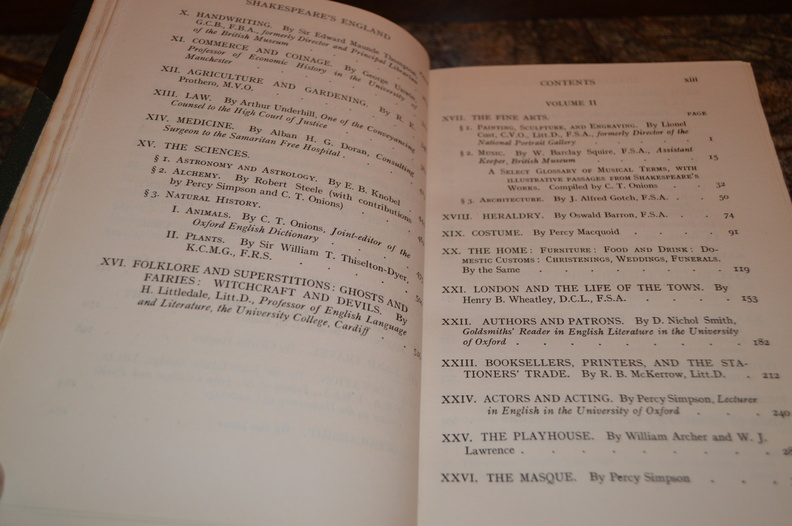 SHAKESPEARE'S ENGLAND
X. HANDWRITING. By Sir Edward Maunde Thompson,
G.C.B., F.B.A., formerly Director and Principal Librarian
of the British Museum
XI. COMMERCE AND COINAGE. By George Unwin,
Professor of Economic History in the University of
Manchester
XII. AGRICULTURE AND GARDENING. By R. E.
Prothero, M.V.O.
XIII. LAW. By Arthur Underhill, One of the Conveyancing
Counsel to the High Court of Justice
XIV. MEDICINE. By Alban H. G. Doran, Consulting
Surgeon to the Samaritan Free Hospital
XV. THE SCIENCES.
§ 1. Astronomy and Astrology. By E. B. Knobel
§ 2. Alchemy. By Robert Steele (with contributions
by Percy Simpson and C. T. Onions)
§ 3. Natural History.
I. Animals. By C. T. Onions, Joint-editor of the
Oxford English Dictionary
II. Plants. By Sir William T. Thiselton-Dyer,
K.C.M.G., F.R.S.
XVI. FOLKLORE AND SUPERSTITIONS: GHOSTS AND
FAIRIES: WITCHCRAFT AND DEVILS. By
H. Littledale, Litt.D., Professor of English Language
and Literature, the University College, Cardiff
CONTENTS xiii
VOLUME II
PAGE
XVII. THE FINE ARTS.
§ 1. Painting, Sculpture, and Engraving. By Lionel
Cust, C.V.O., Litt.D., F.S.A., formerly Director of the
National Portrait Gallery 1
§ 2. Music. By W. Barclay Squire, F.S.A., Assistant
Keeper, British Museum 15
A Select Glossary of Musical Terms, with
illustrative passages from Shakespeare's
Works. Compiled by C. T. Onions 32
§ 3. Architecture. By J. Alfred Gotch, F.S.A. 50
XVIII. HERALDRY. By Oswald Barron, F.S.A. 74
XIX. COSTUME. By Percy Macquoid 91
XX. THE HOME: Furniture: Food and Drink: Do-
mestic Customs: Christenings, Weddings, Funerals.
By the Same 119
XXI. LONDON AND THE LIFE OF THE TOWN. By
Henry B. Wheatley, D.C.L., F.S.A. 153
XXII. AUTHORS AND PATRONS. By D. Nichol Smith,
Goldsmiths' Reader in English Literature in the University
of Oxford 182
XXIII. BOOKSELLERS, PRINTERS, AND THE STA-
TIONERS' TRADE. By R. B. McKerrow, Litt.D. 212
XXIV. ACTORS AND ACTING. By Percy Simpson, Lecturer
in English in the University of Oxford 240
XXV. THE PLAYHOUSE. By William Archer and W. J.
Lawrence
XXVI. THE MASQUE. By Percy Simpson